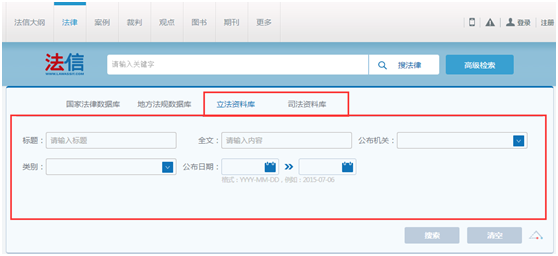 法信大纲 法律 案例 裁判 观点 图书 期刊 更多 登录 注册
法信 请输入关键字 搜法律 高级检索
WWW.LAWSDATA.COM
国家法律数据库 地方法规数据库 立法资料库 司法资料库
标题： 请输入标题 全文： 请输入内容 公布机关：
类别： 公布日期：
格式：YYYY-MM-DD，例如：2015-07-06
搜索 清空